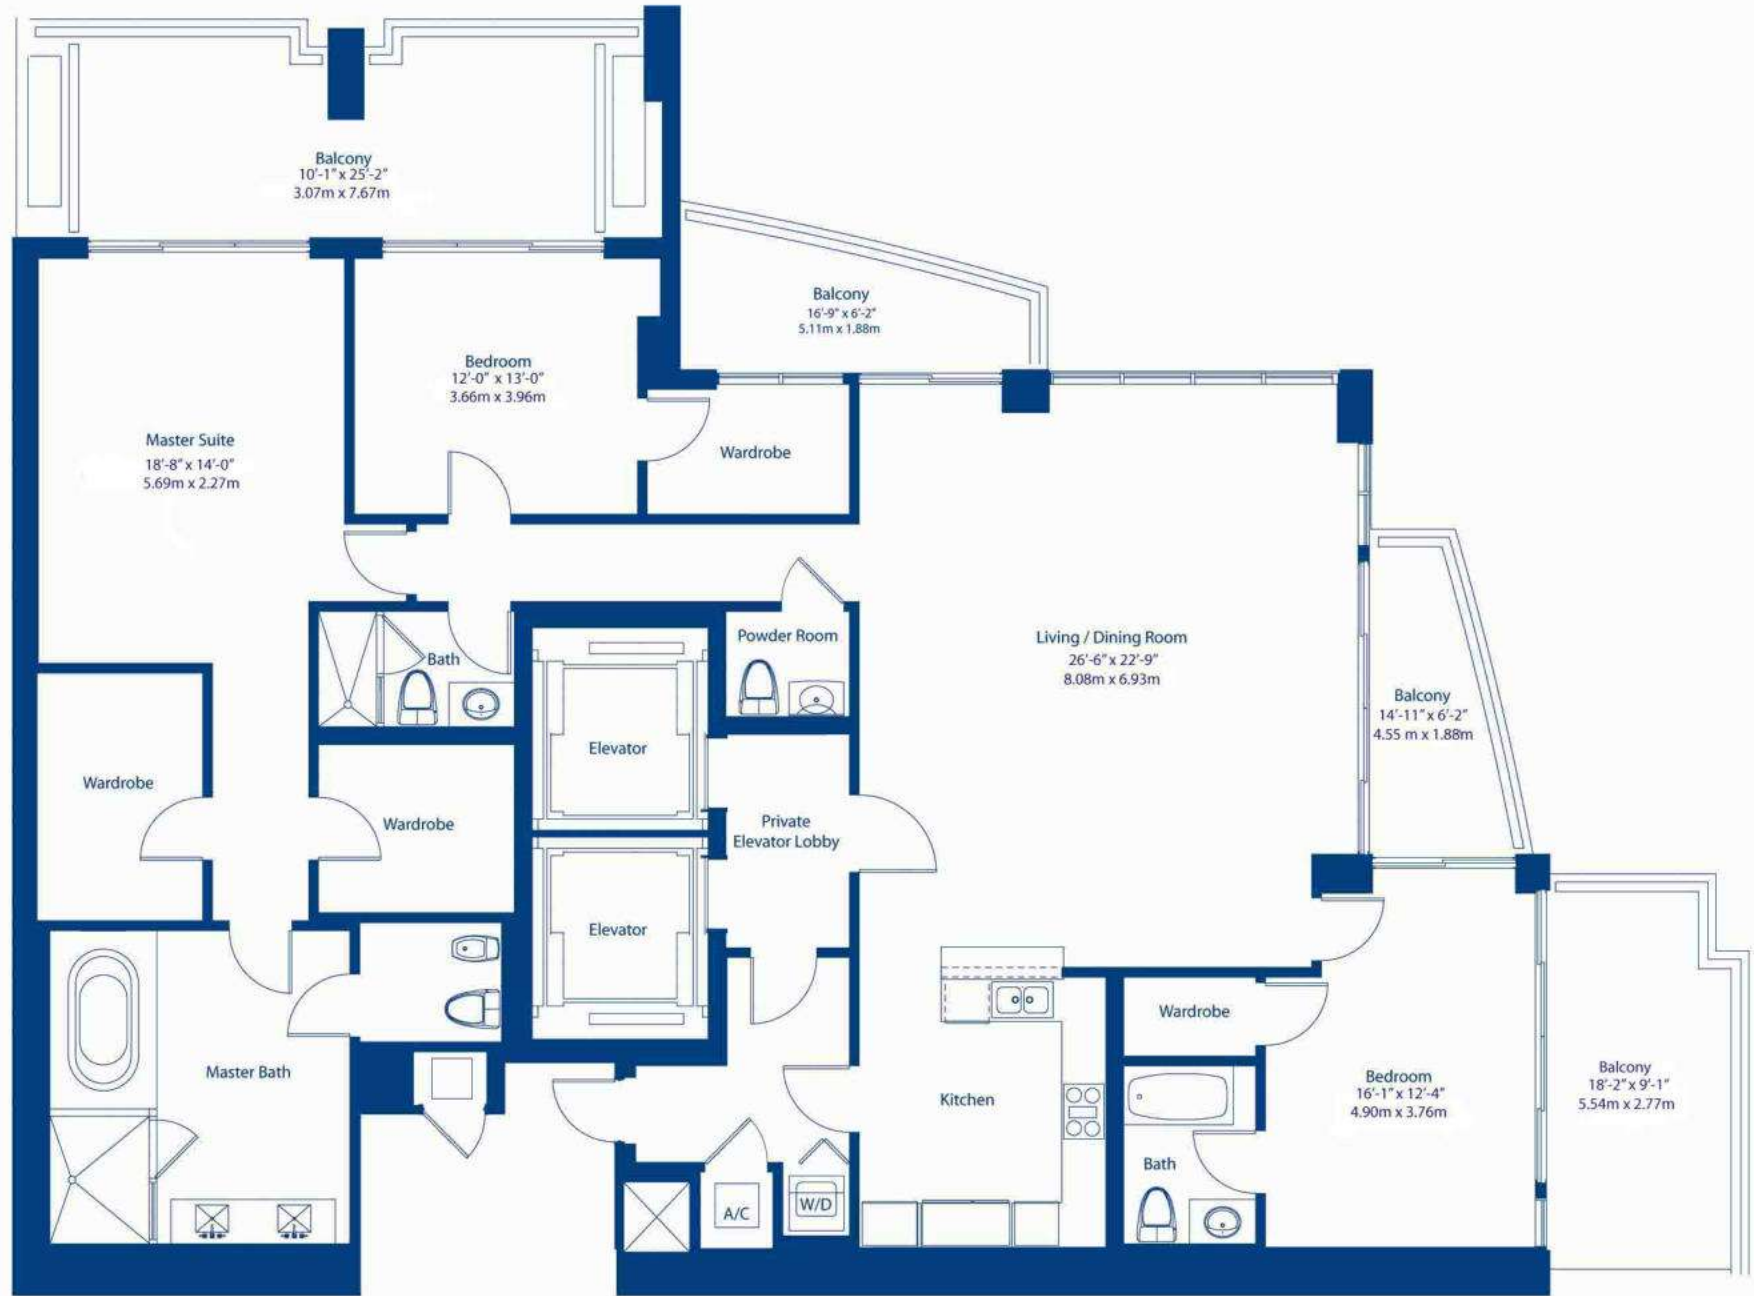 Balcony
10'-1" x 25'-2"
3.07m x 7.67m
Balcony
16'-9" x 6'-2"
5.11m x 1.88m
Bedroom
12'-0" x 13'-0"
3.66m x 3.96m
Master Suite
18'-8" x 14'-0"
5.69m x 2.27m
Wardrobe
Powder Room
Living / Dining Room
26'-6" x 22'-9"
8.08m x 6.93m
Bath
Balcony
14'-11" x 6'-2"
4.55 m x 1.88m
Elevator
Wardrobe
Wardrobe
Private
Elevator Lobby
Elevator
Wardrobe
Master Bath
Kitchen
Bedroom
16'-1" x 12'-4"
4.90m x 3.76m
Balcony
18'-2" x 9'-1"
5.54m x 2.77m
Bath
A/C
W/D